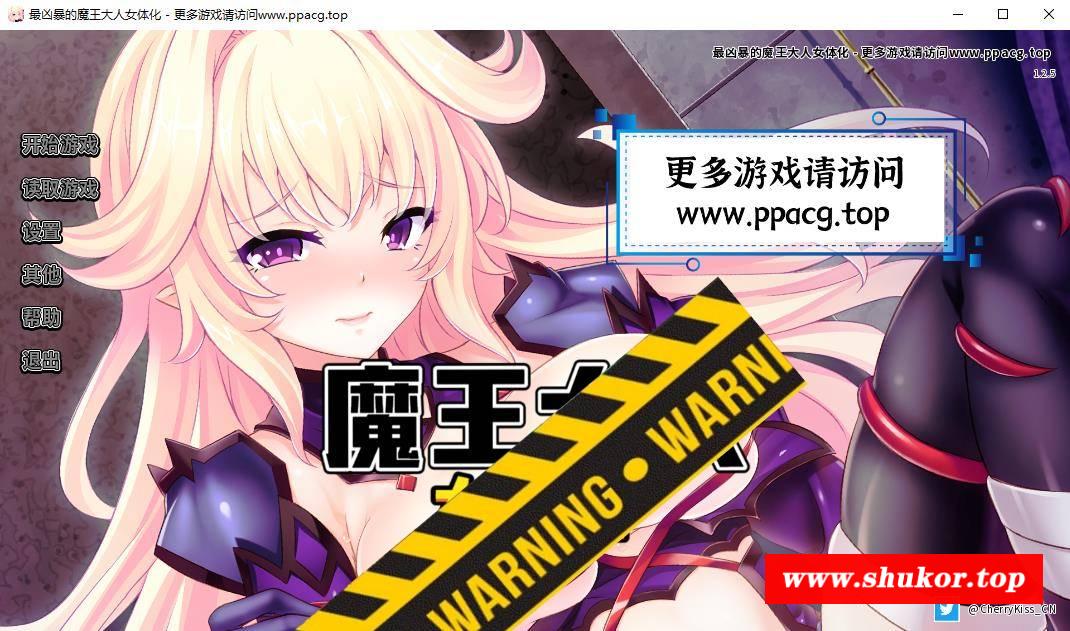 最凶暴的魔王大人女体化 - 更多游戏请访问www.ppacg.top
最凶暴的魔王大人女体化 - 更多游戏请访问www.ppacg.top
1.2.5
更多游戏请访问
www.ppacg.top
开始游戏
读取游戏
设置
其他
帮助
退出
魔王
WARNING ● WARNI
www.shukor.top
@CherryKiss_CN